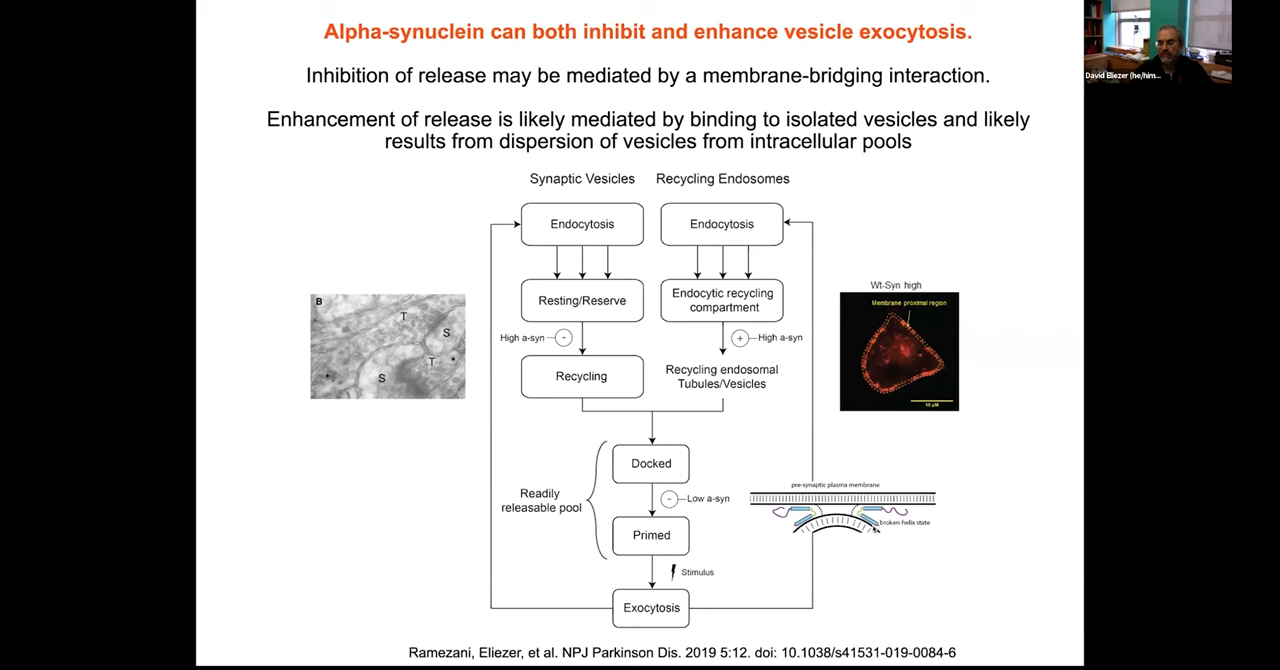 Alpha-synuclein can both inhibit and enhance vesicle exocytosis.
Inhibition of release may be mediated by a membrane-bridging interaction.
Enhancement of release is likely mediated by binding to isolated vesicles and likely
results from dispersion of vesicles from intracellular pools
David Eliezer (he/him...
Synaptic Vesicles
Recycling Endosomes
Endocytosis
Endocytosis
Resting/Reserve
Endocytic recycling
compartment
High a-syn
-
+
High a-syn
Recycling
Recycling endosomal
Tubules/Vesicles
Docked
Readily
releasable pool
-
Low a-syn
Primed
Stimulus
Exocytosis
B
T
S
T
*
*
S
Wt-Syn high
Membrane proximal region
10 µM
pre-synaptic plasma membrane
broken-helix state
Ramezani, Eliezer, et al. NPJ Parkinson Dis. 2019 5:12. doi: 10.1038/s41531-019-0084-6